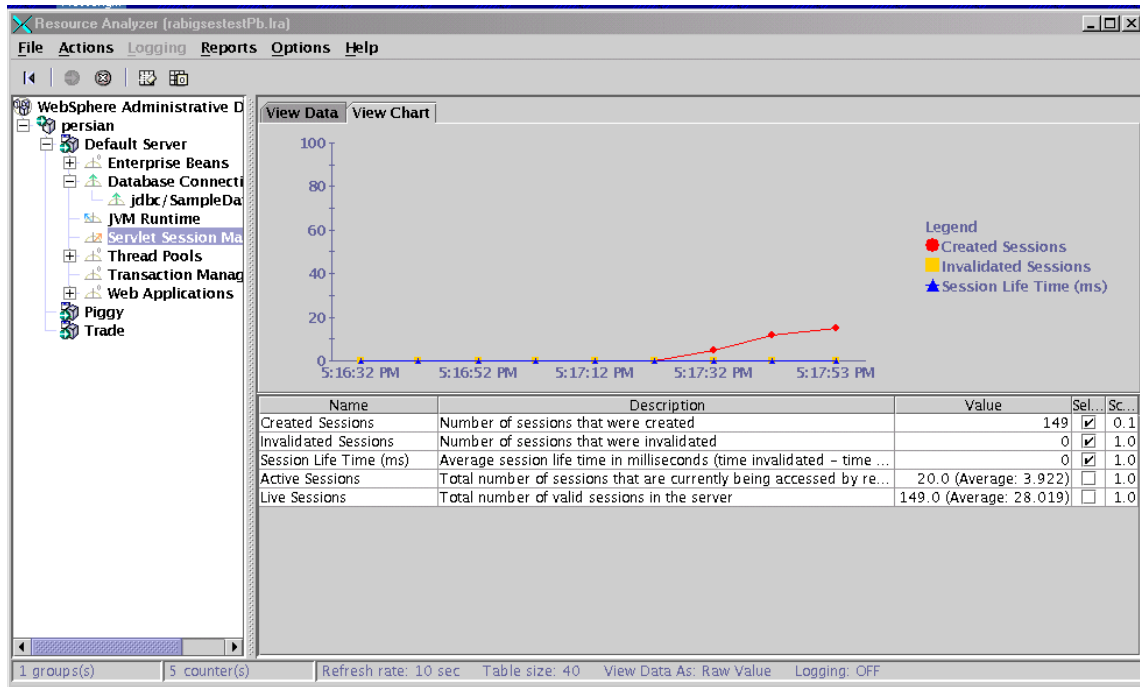 Resource Analyzer (rabigsestestPb.lra)
File Actions Logging Reports Options Help
WebSphere Administrative D
persian
Default Server
Enterprise Beans
Database Connecti
jdbc/SampleDa
JVM Runtime
Servlet Session Ma
Thread Pools
Transaction Manag
Web Applications
Piggy
Trade
View Data View Chart
100
80
60
40
20
0
5:16:32 PM 5:16:52 PM 5:17:12 PM 5:17:32 PM 5:17:53 PM
Legend
Created Sessions
Invalidated Sessions
Session Life Time (ms)
Name Description Value Sel... Sc...
Created Sessions Number of sessions that were created 149 0.1
Invalidated Sessions Number of sessions that were invalidated 0 1.0
Session Life Time (ms) Average session life time in milliseconds (time invalidated – time ... 0 1.0
Active Sessions Total number of sessions that are currently being accessed by re... 20.0 (Average: 3.922) 1.0
Live Sessions Total number of valid sessions in the server 149.0 (Average: 28.019) 1.0
1 groups(s) 5 counter(s) Refresh rate: 10 sec Table size: 40 View Data As: Raw Value Logging: OFF